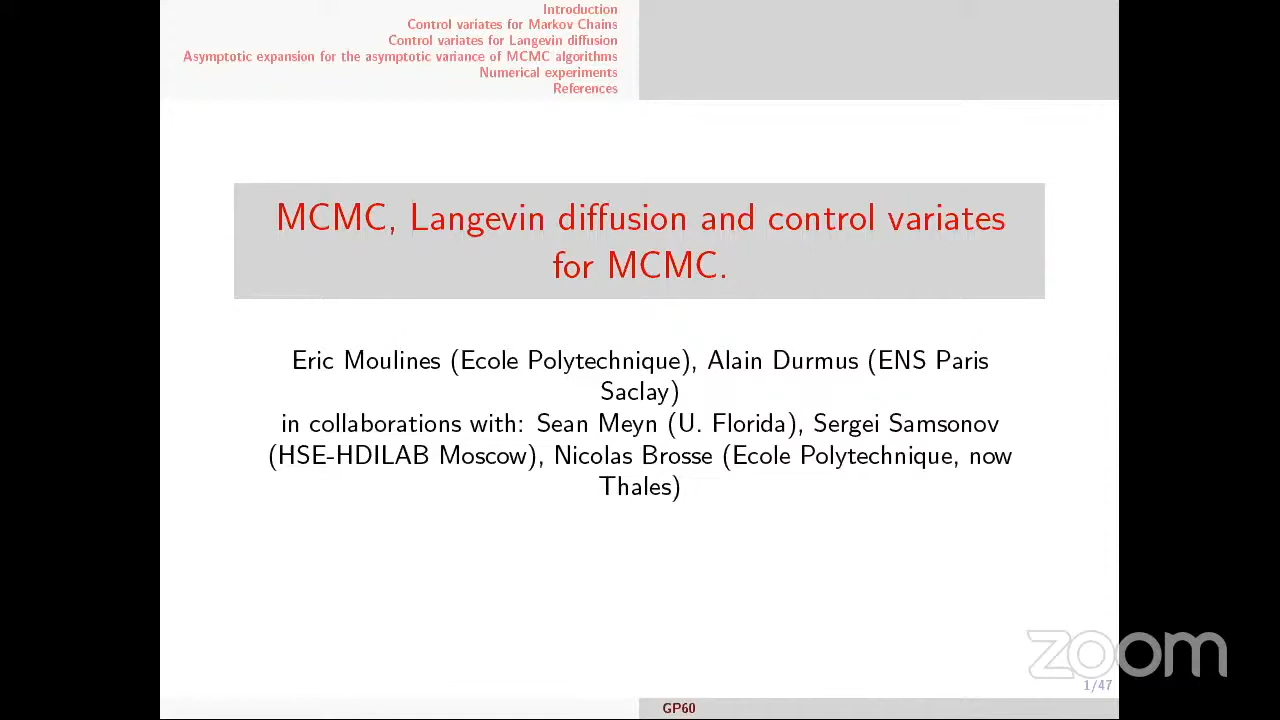 Introduction
Control variates for Markov Chains
Control variates for Langevin diffusion
Asymptotic expansion for the asymptotic variance of MCMC algorithms
Numerical experiments
References
MCMC, Langevin diffusion and control variates
for MCMC.
Eric Moulines (Ecole Polytechnique), Alain Durmus (ENS Paris
Saclay)
in collaborations with: Sean Meyn (U. Florida), Sergei Samsonov
(HSE-HDILAB Moscow), Nicolas Brosse (Ecole Polytechnique, now
Thales)
zoom
1/47
GP60